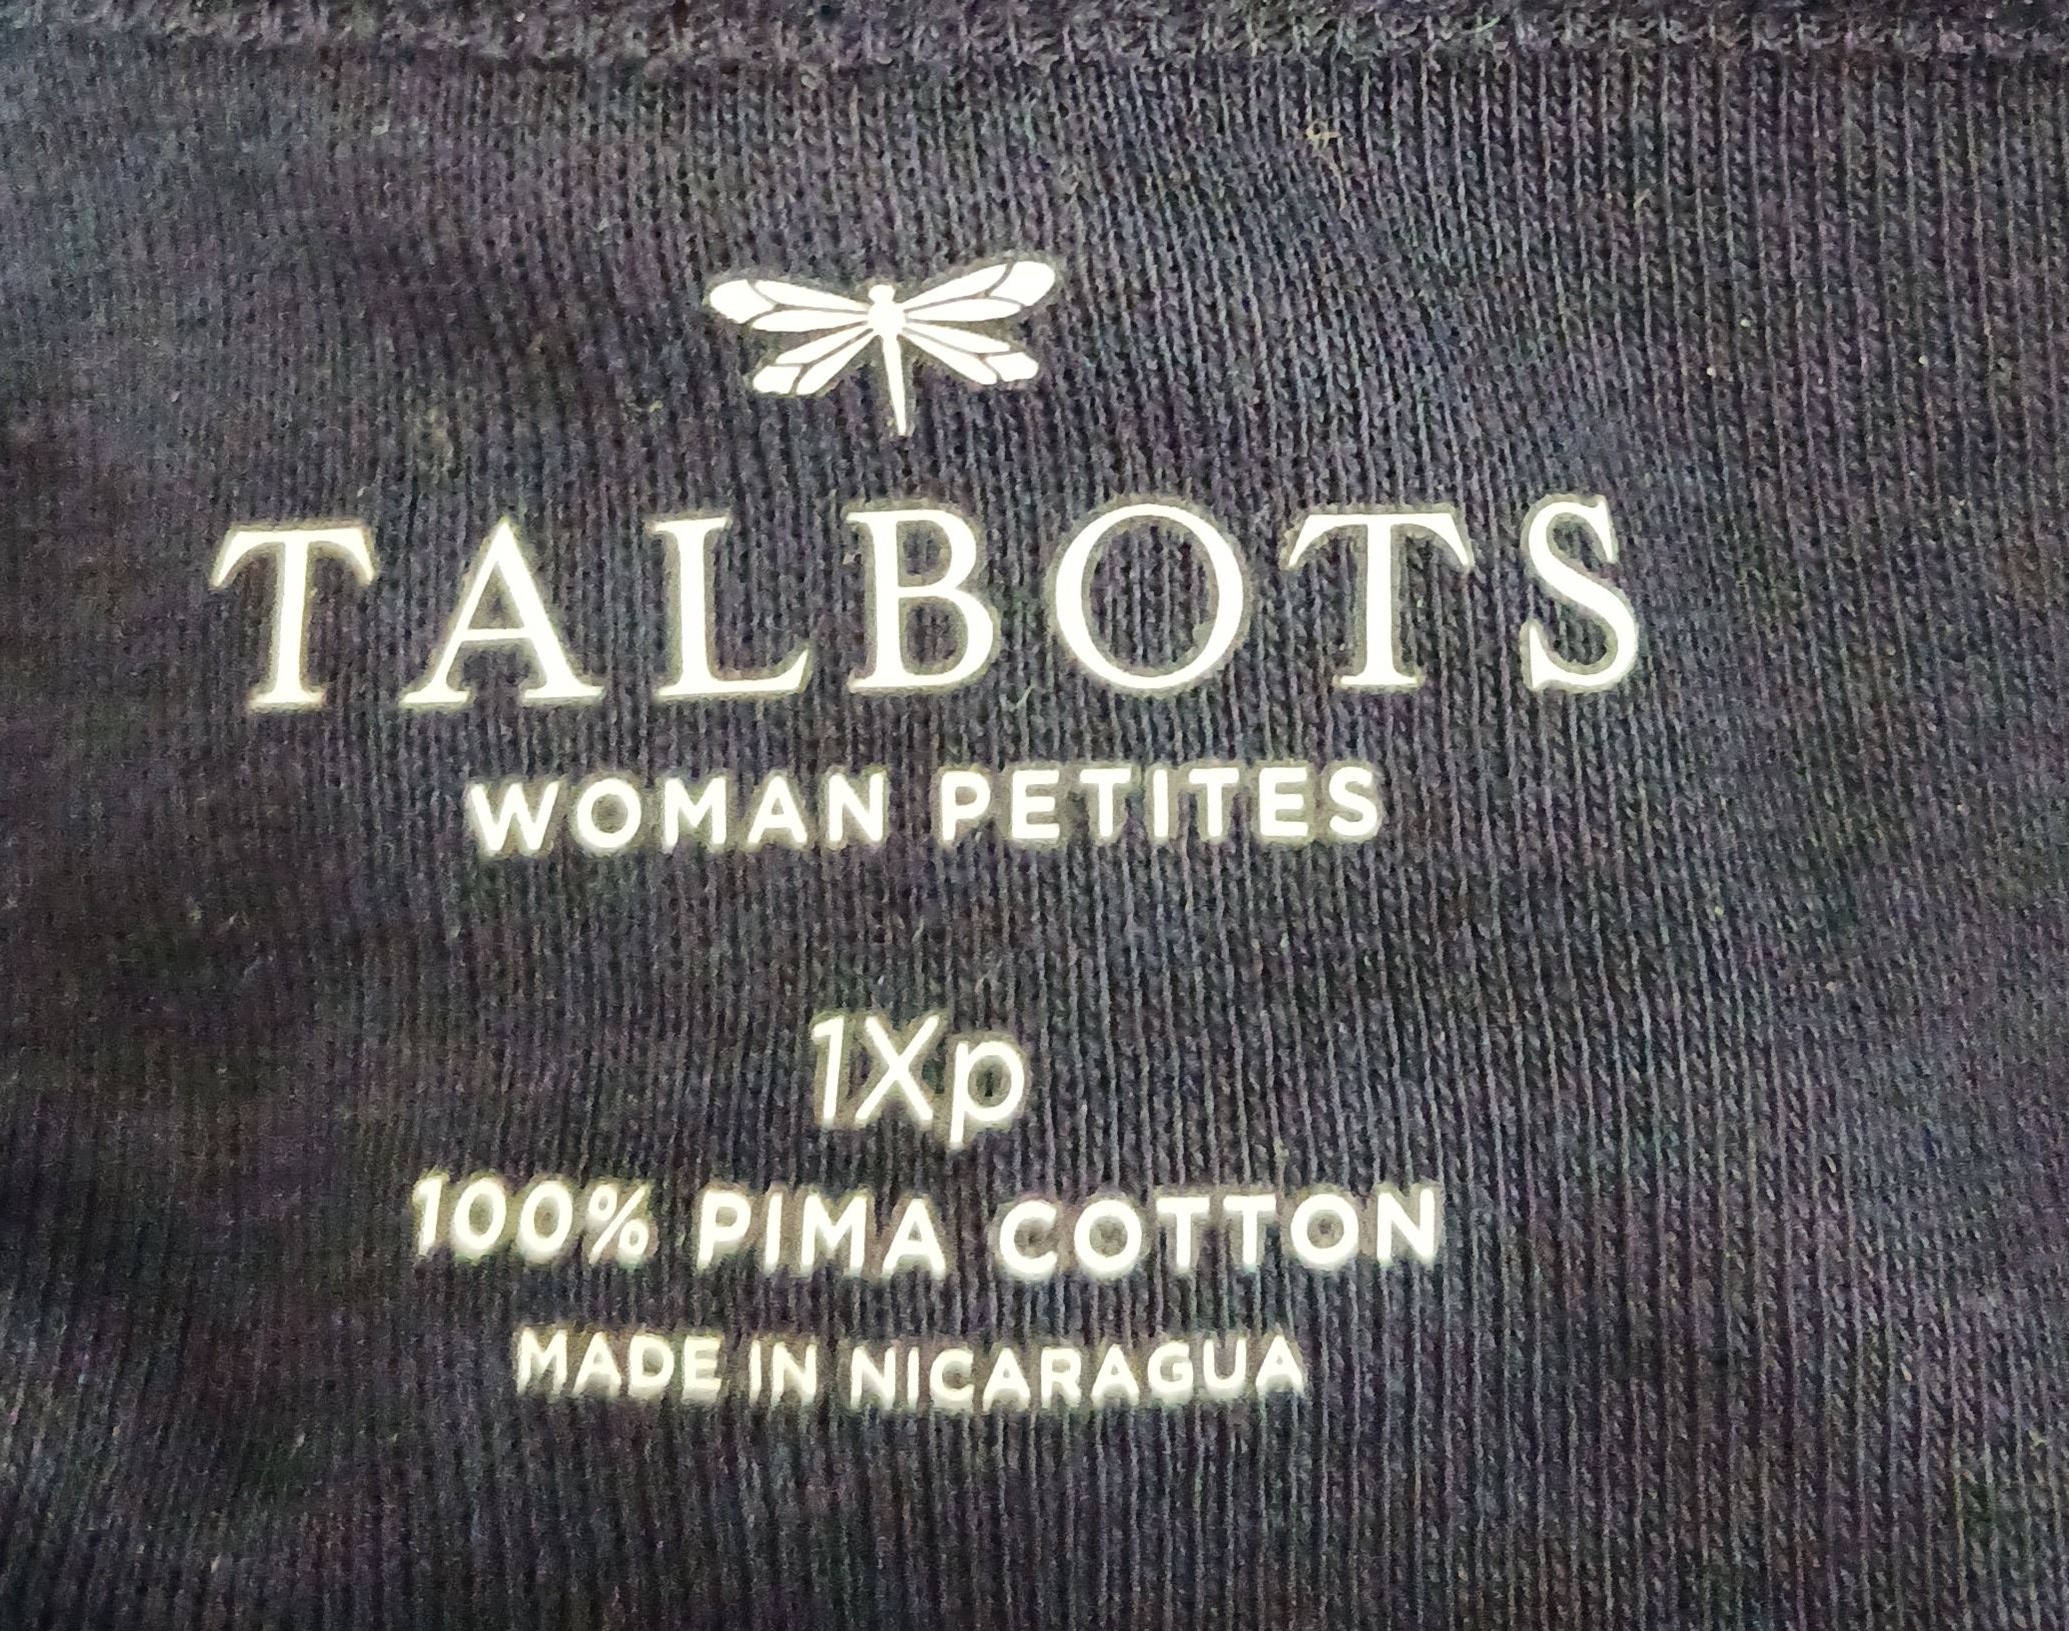 TALBOTS
WOMAN PETITES
1Xp
100% PIMA COTTON
MADE IN NICARAGUA